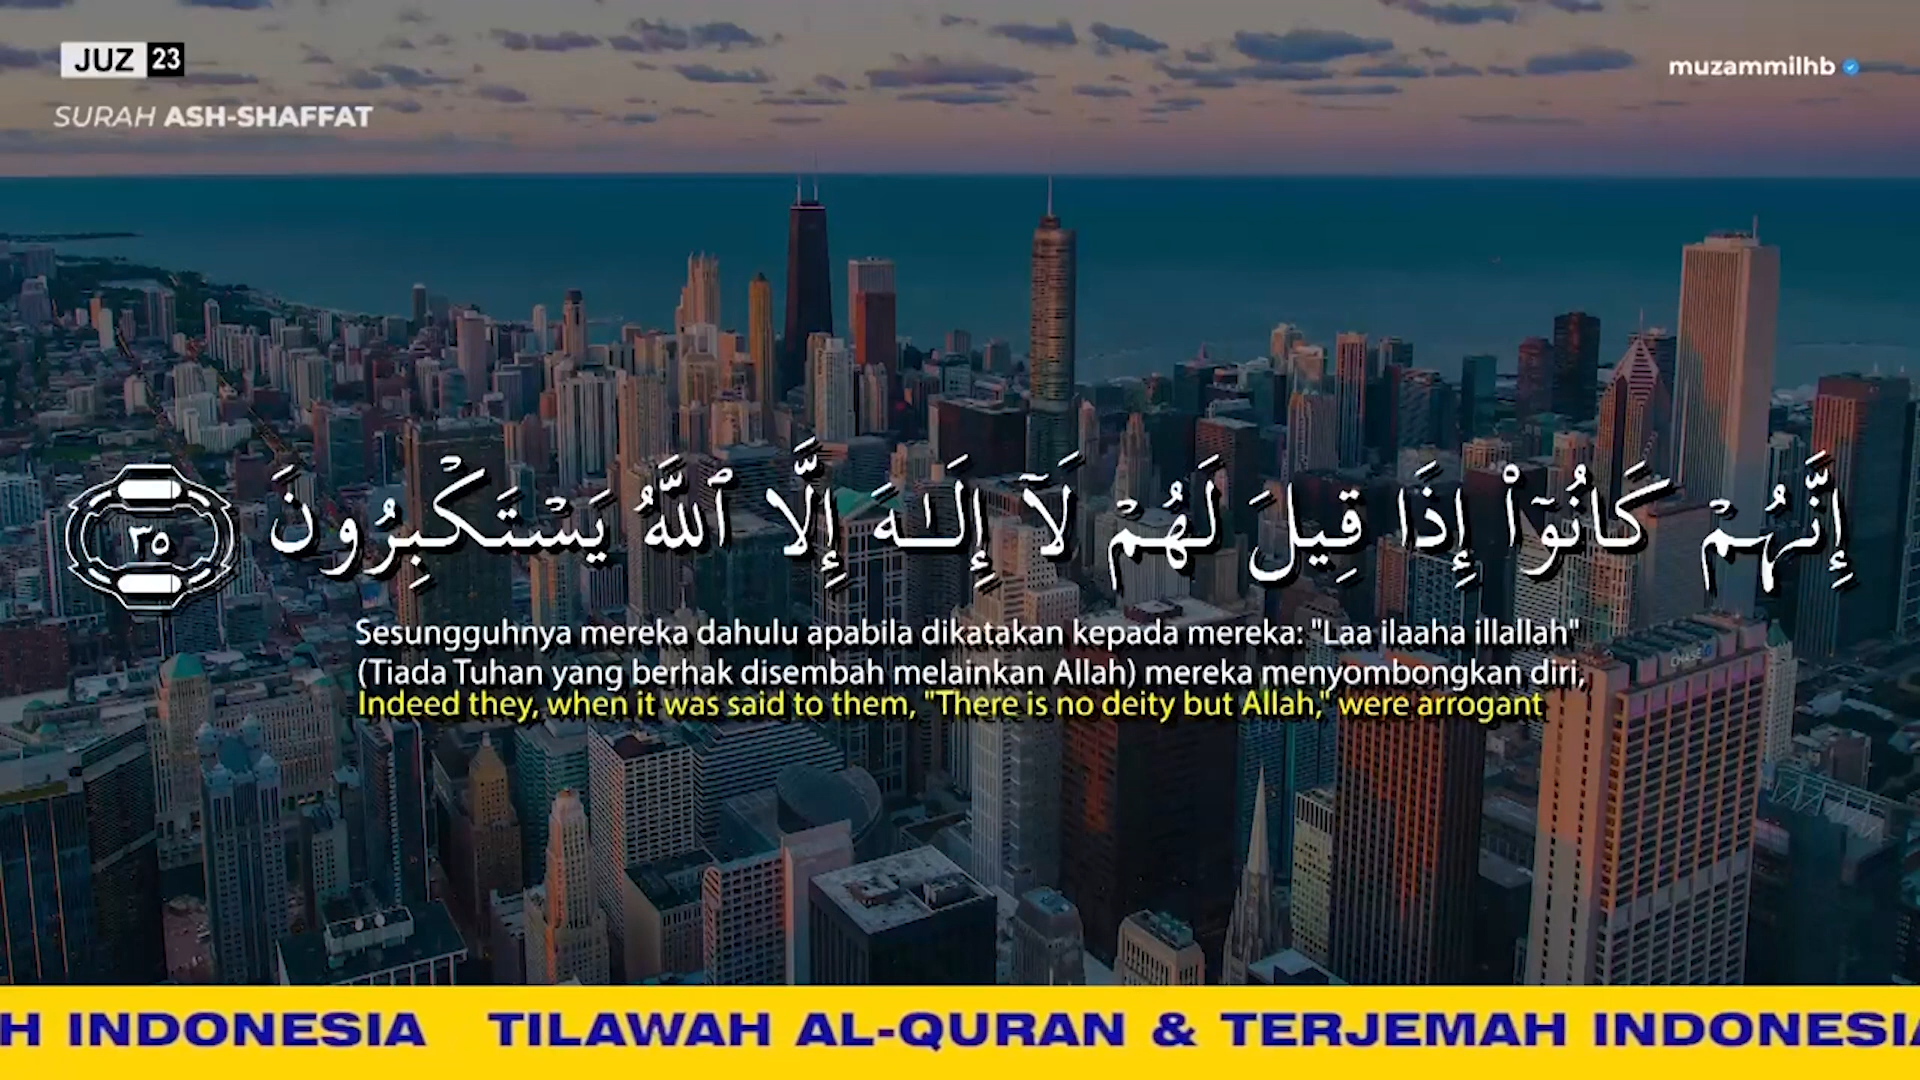 JUZ 23
SURAH ASH-SHAFFAT
muzammilhb
إِنَّهُمْ كَانُوٓا۟ إِذَا قِيلَ لَهُمْ لَآ إِلَـٰهَ إِلَّا ٱللَّهُ يَسْتَكْبِرُونَ ٣٥
Sesungguhnya mereka dahulu apabila dikatakan kepada mereka: "Laa ilaaha illallah"
(Tiada Tuhan yang berhak disembah melainkan Allah) mereka menyombongkan diri,
Indeed they, when it was said to them, "There is no deity but Allah," were arrogant
CHASE
H INDONESIA TILAWAH AL-QURAN & TERJEMAH INDONESIA